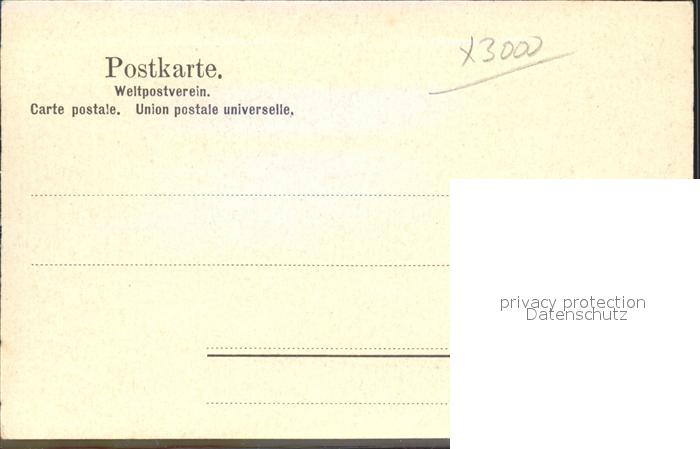 x3000
Postkarte.
Weltpostverein.
Carte postale. Union postale universelle.
privacy protection
Datenschutz